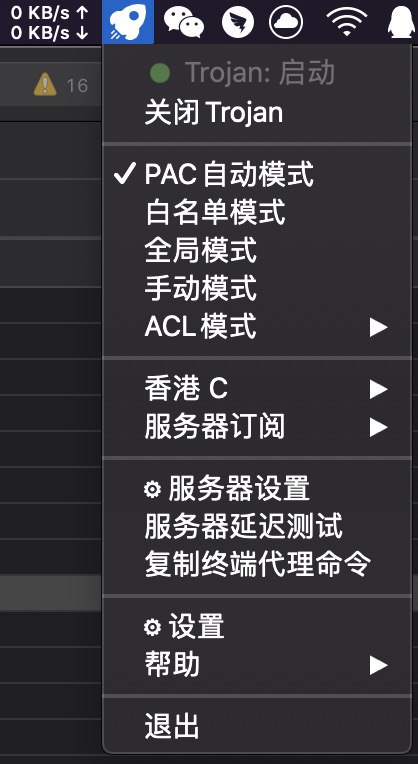 0 KB/s ↑
0 KB/s ↓
16
Trojan: 启动
关闭 Trojan
PAC 自动模式
白名单模式
全局模式
手动模式
ACL 模式
香港 C
服务器订阅
服务器设置
服务器延迟测试
复制终端代理命令
设置
帮助
退出